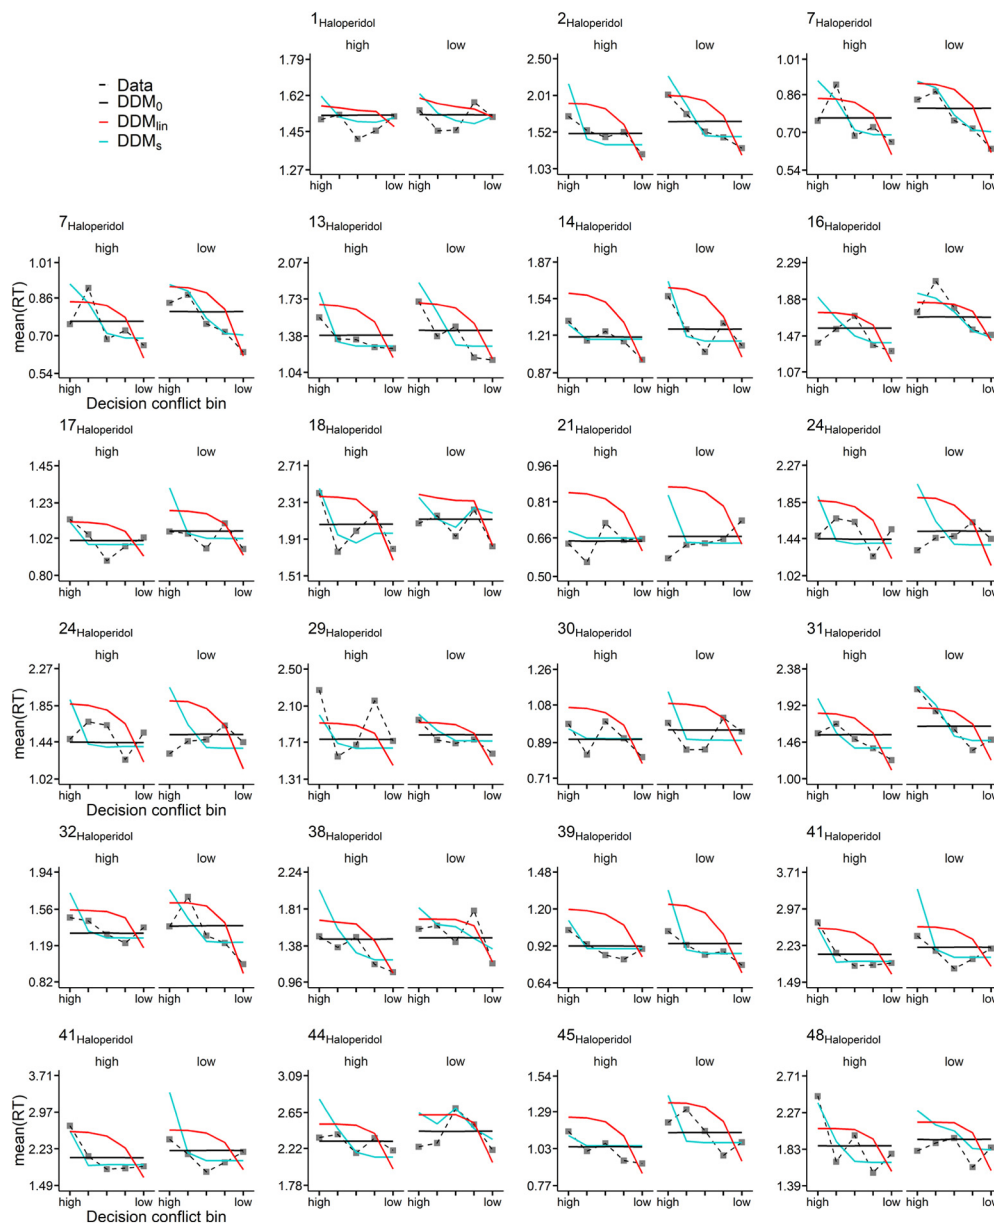 1Haloperidol 2Haloperidol 7Haloperidol
high low high low high low
Data
DDM0
DDMlin
DDMs
1.79 2.50 1.01
1.62 2.01 0.86
1.45 1.52 0.70
1.27 1.03 0.54
high low high low high low
7Haloperidol 13Haloperidol 14Haloperidol 16Haloperidol
high low high low high low high low
mean(RT)
1.01 2.07 1.87 2.29
0.86 1.73 1.54 1.88
0.70 1.38 1.21 1.47
0.54 1.04 0.87 1.07
high low high low high low high low
Decision conflict bin
17Haloperidol 18Haloperidol 21Haloperidol 24Haloperidol
high low high low high low high low
1.45 2.71 0.96 2.27
1.23 2.31 0.81 1.85
1.02 1.91 0.66 1.44
0.80 1.51 0.50 1.02
high low high low high low high low
24Haloperidol 29Haloperidol 30Haloperidol 31Haloperidol
high low high low high low high low
mean(RT)
2.27 2.50 1.26 2.38
1.85 2.10 1.08 1.92
1.44 1.71 0.89 1.46
1.02 1.31 0.71 1.00
high low high low high low high low
Decision conflict bin
32Haloperidol 38Haloperidol 39Haloperidol 41Haloperidol
high low high low high low high low
1.94 2.24 1.48 3.71
1.56 1.81 1.20 2.97
1.19 1.38 0.92 2.23
0.82 0.96 0.64 1.49
high low high low high low high low
41Haloperidol 44Haloperidol 45Haloperidol 48Haloperidol
high low high low high low high low
mean(RT)
3.71 3.09 1.54 2.71
2.97 2.65 1.29 2.27
2.23 2.22 1.03 1.83
1.49 1.78 0.77 1.39
high low high low high low high low
Decision conflict bin